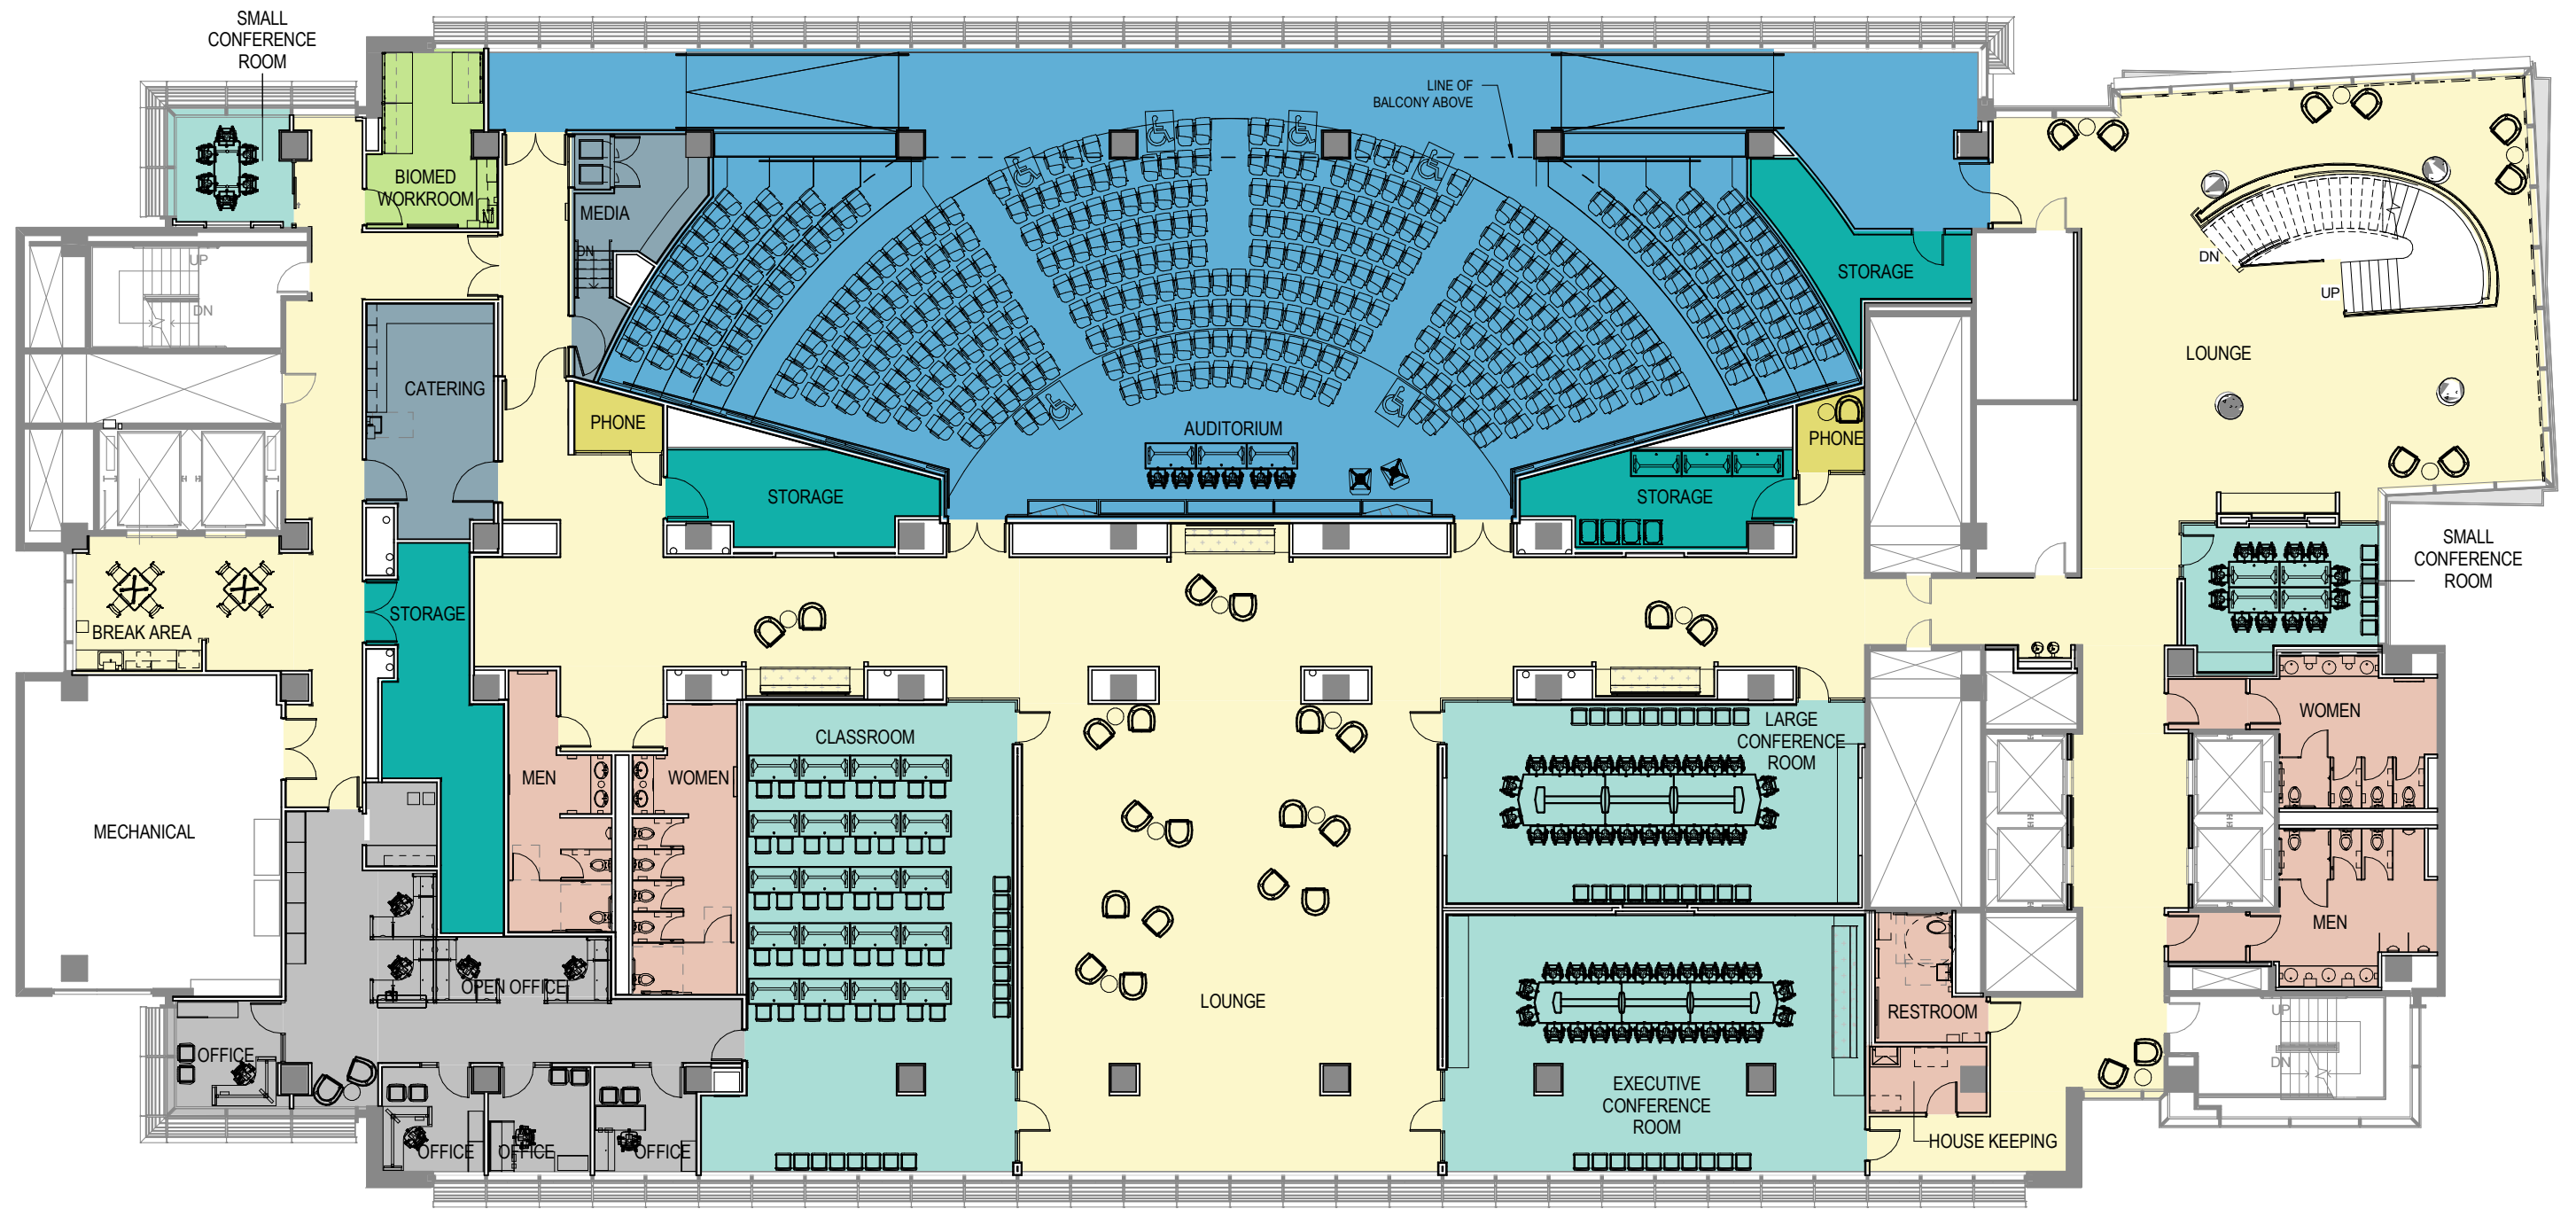 SMALL
CONFERENCE
ROOM
LINE OF
BALCONY ABOVE
BIOMED
WORKROOM
MEDIA
DN
UP
DN
STORAGE
DN
UP
LOUNGE
CATERING
PHONE
AUDITORIUM
PHONE
STORAGE
STORAGE
SMALL
CONFERENCE
ROOM
STORAGE
BREAK AREA
WOMEN
CLASSROOM
LARGE
CONFERENCE
ROOM
MEN
WOMEN
MECHANICAL
MEN
OPEN OFFICE
LOUNGE
RESTROOM
UP
DN
OFFICE
EXECUTIVE
CONFERENCE
ROOM
HOUSE KEEPING
OFFICE
OFFICE
OFFICE